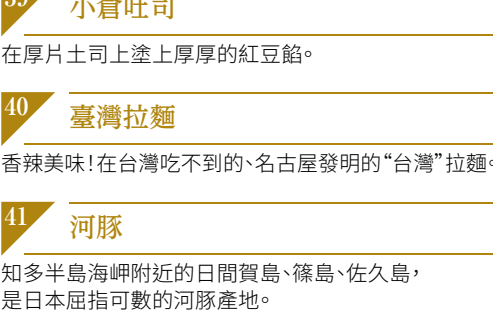 39
小倉吐司
在厚片土司上塗上厚厚的紅豆餡。
40
臺灣拉麵
香辣美味!在台灣吃不到的、名古屋發明的“台灣”拉麵。
41
河豚
知多半島海岬附近的日間賀島、篠島、佐久島,
是日本屈指可數的河豚產地。